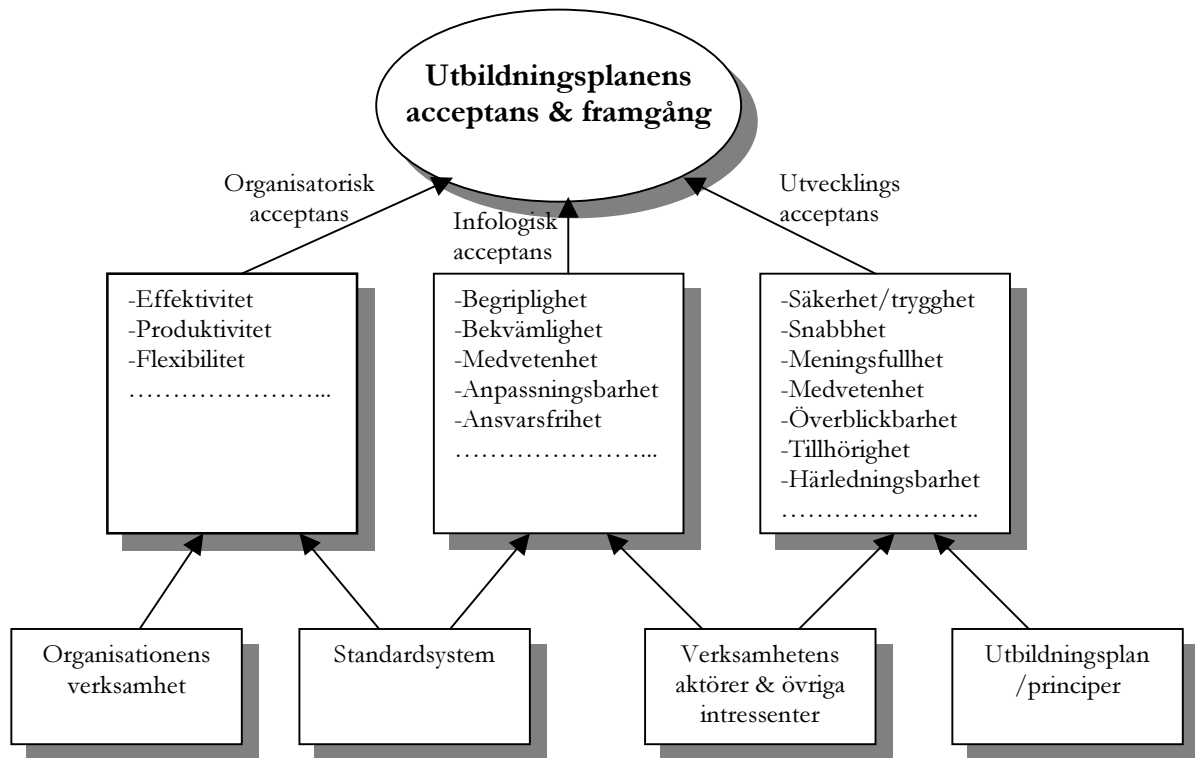 Utbildningsplanens
acceptans & framgång
Organisatorisk
acceptans
Infologisk
acceptans
Utvecklings
acceptans
-Effektivitet
-Produktivitet
-Flexibilitet
…………………...
-Begriplighet
-Bekvämlighet
-Medvetenhet
-Anpassningsbarhet
-Ansvarsfrihet
…………………...
-Säkerhet/trygghet
-Snabbhet
-Meningsfullhet
-Medvetenhet
-Överblickbarhet
-Tillhörighet
-Härledningsbarhet
…………………..
Organisationens
verksamhet
Standardsystem
Verksamhetens
aktörer & övriga
intressenter
Utbildningsplan
/principer